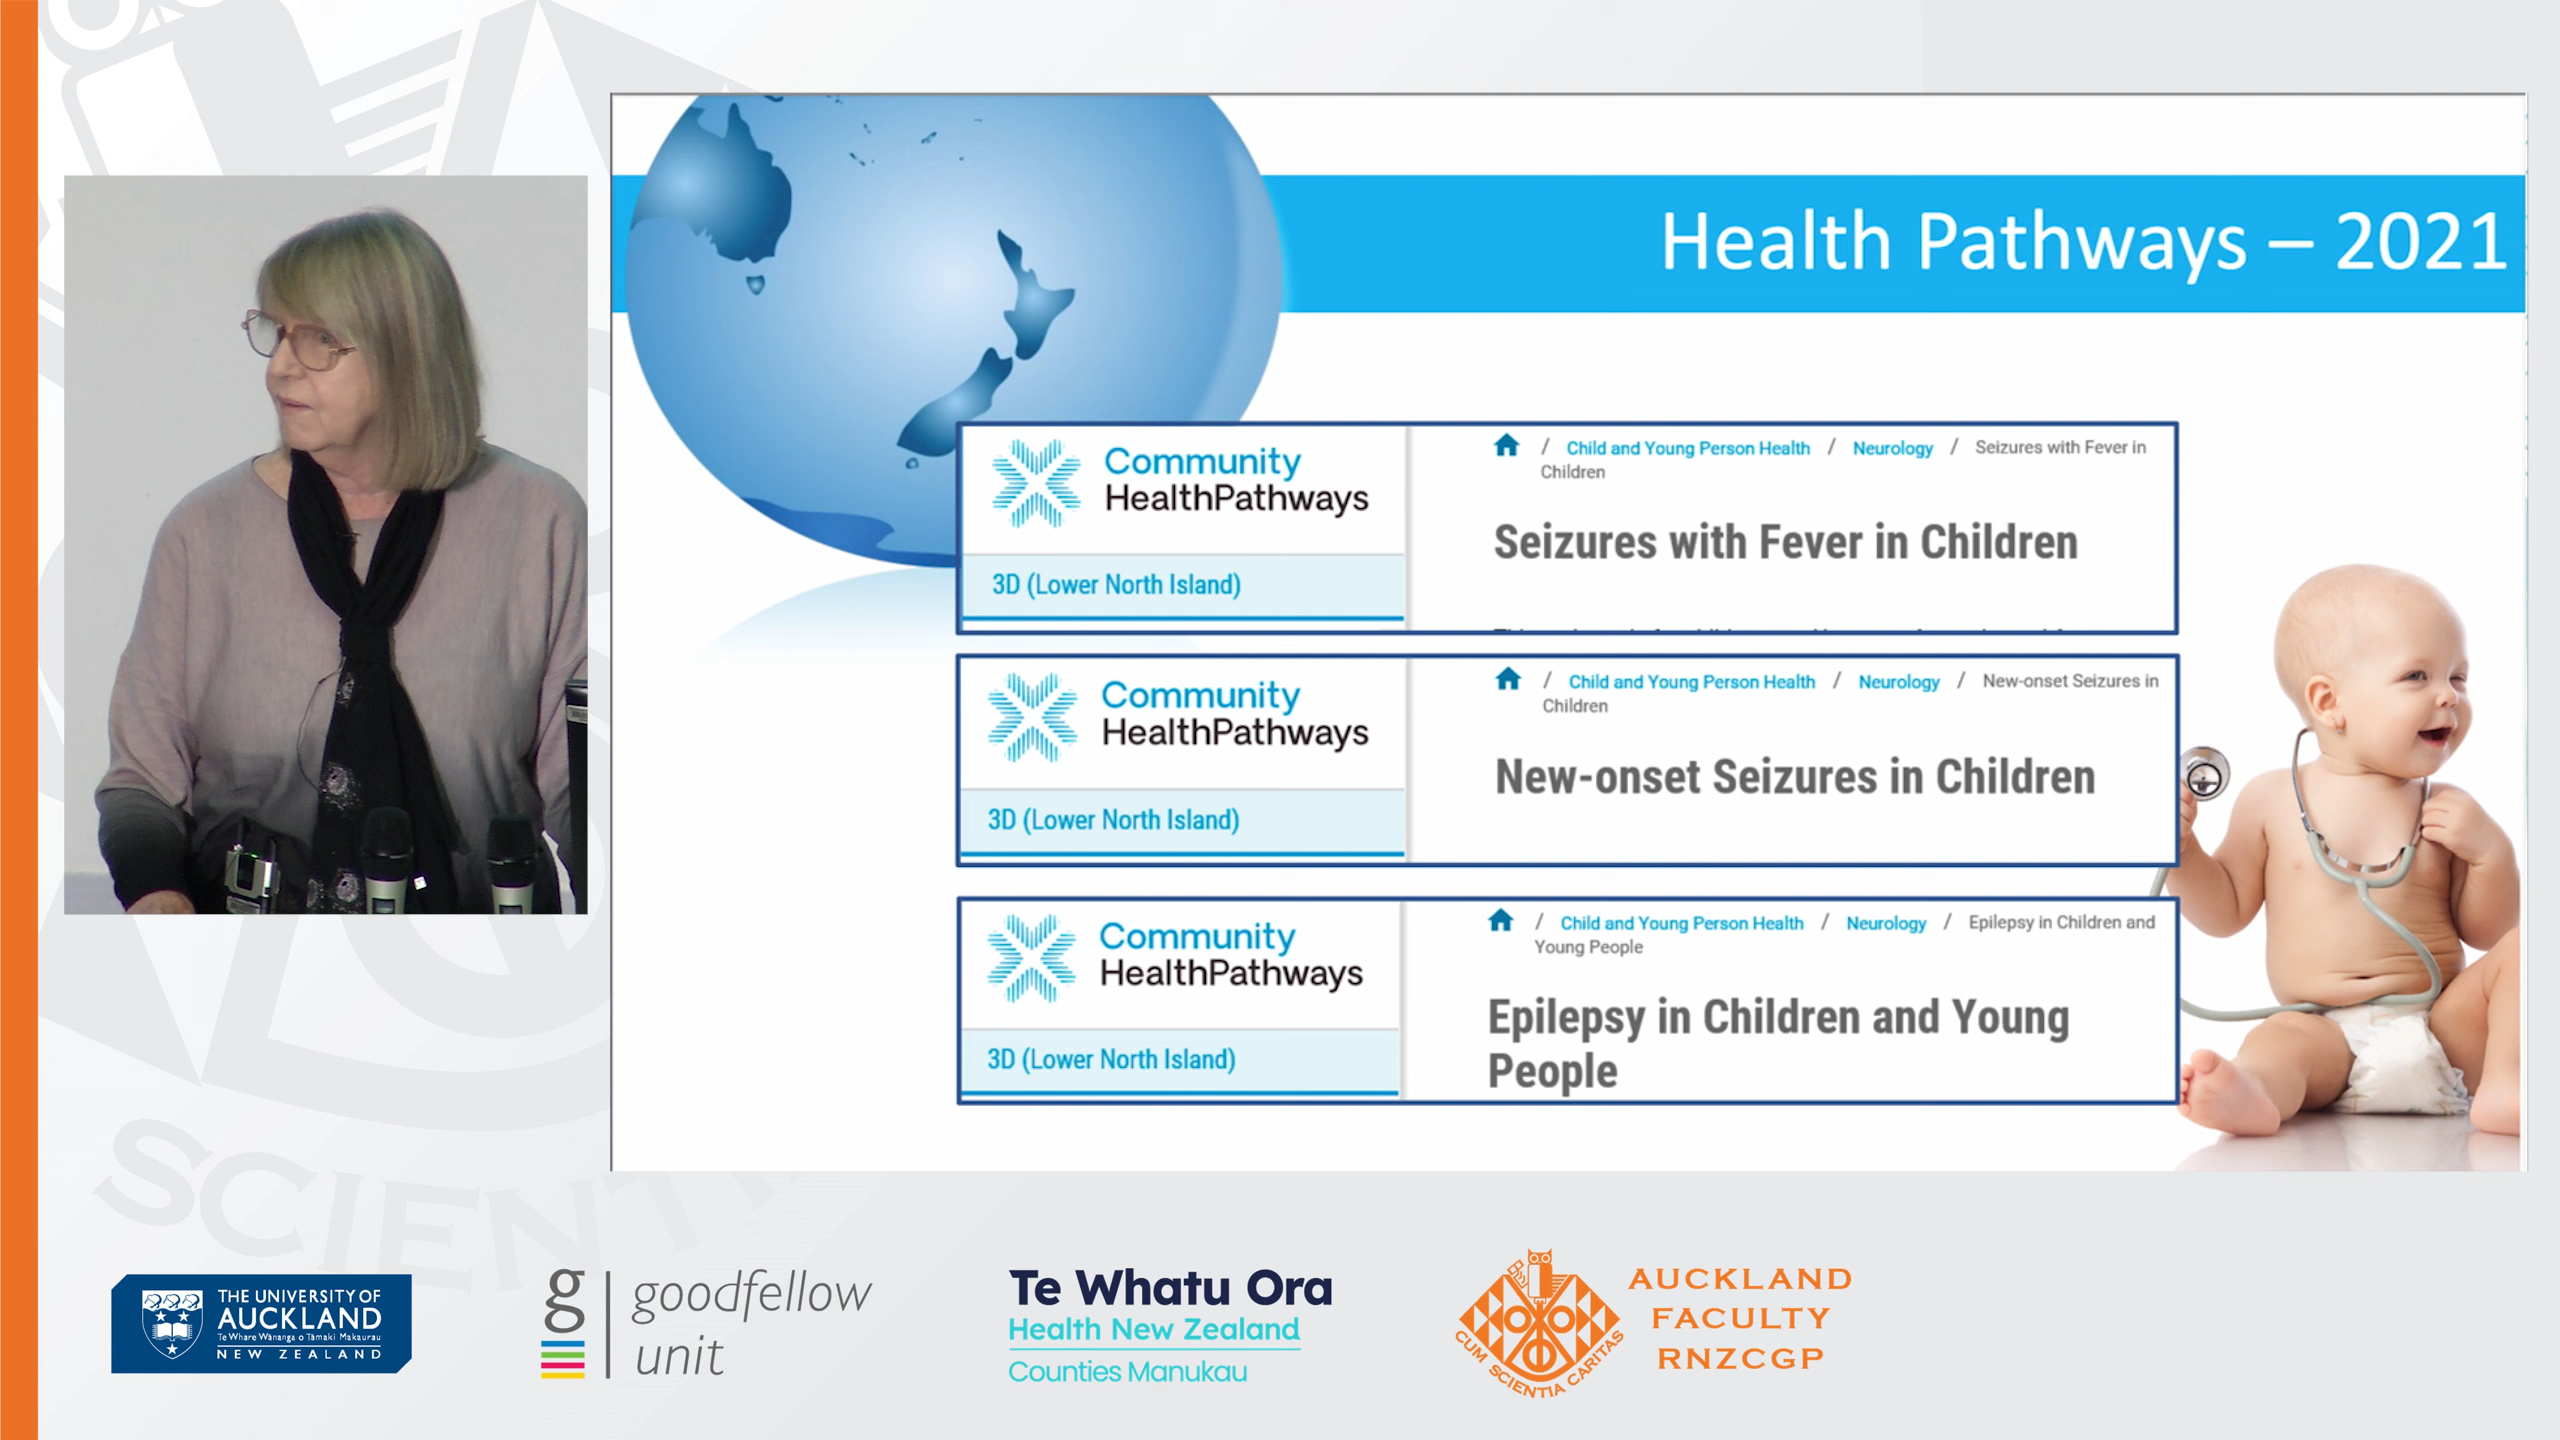 Health Pathways – 2021
Community
HealthPathways
3D (Lower North Island)
/ Child and Young Person Health / Neurology / Seizures with Fever in
Children
Seizures with Fever in Children
Community
HealthPathways
3D (Lower North Island)
/ Child and Young Person Health / Neurology / New-onset Seizures in
Children
New-onset Seizures in Children
Community
HealthPathways
3D (Lower North Island)
/ Child and Young Person Health / Neurology / Epilepsy in Children and
Young People
Epilepsy in Children and Young
People
SCIENTI
THE UNIVERSITY OF
AUCKLAND
Te Whare Wānanga o Tāmaki Makaurau
NEW ZEALAND
g
goodfellow
unit
Te Whatu Ora
Health New Zealand
Counties Manukau
CUM SCIENTIA CARITAS
AUCKLAND
FACULTY
RNZCGP